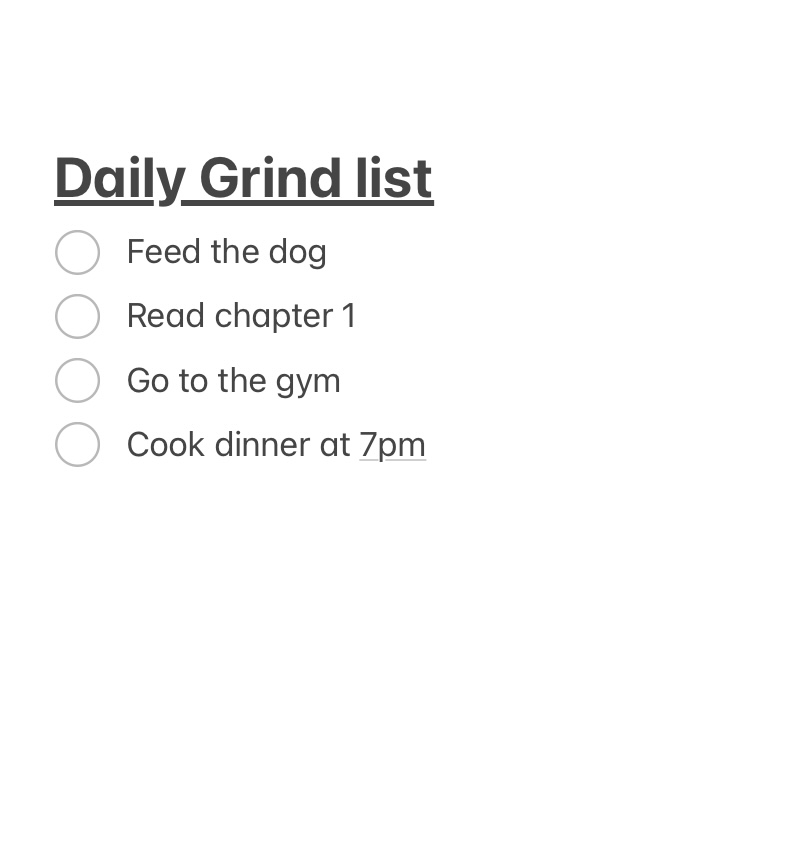 Daily Grind list
Feed the dog
Read chapter 1
Go to the gym
Cook dinner at 7pm